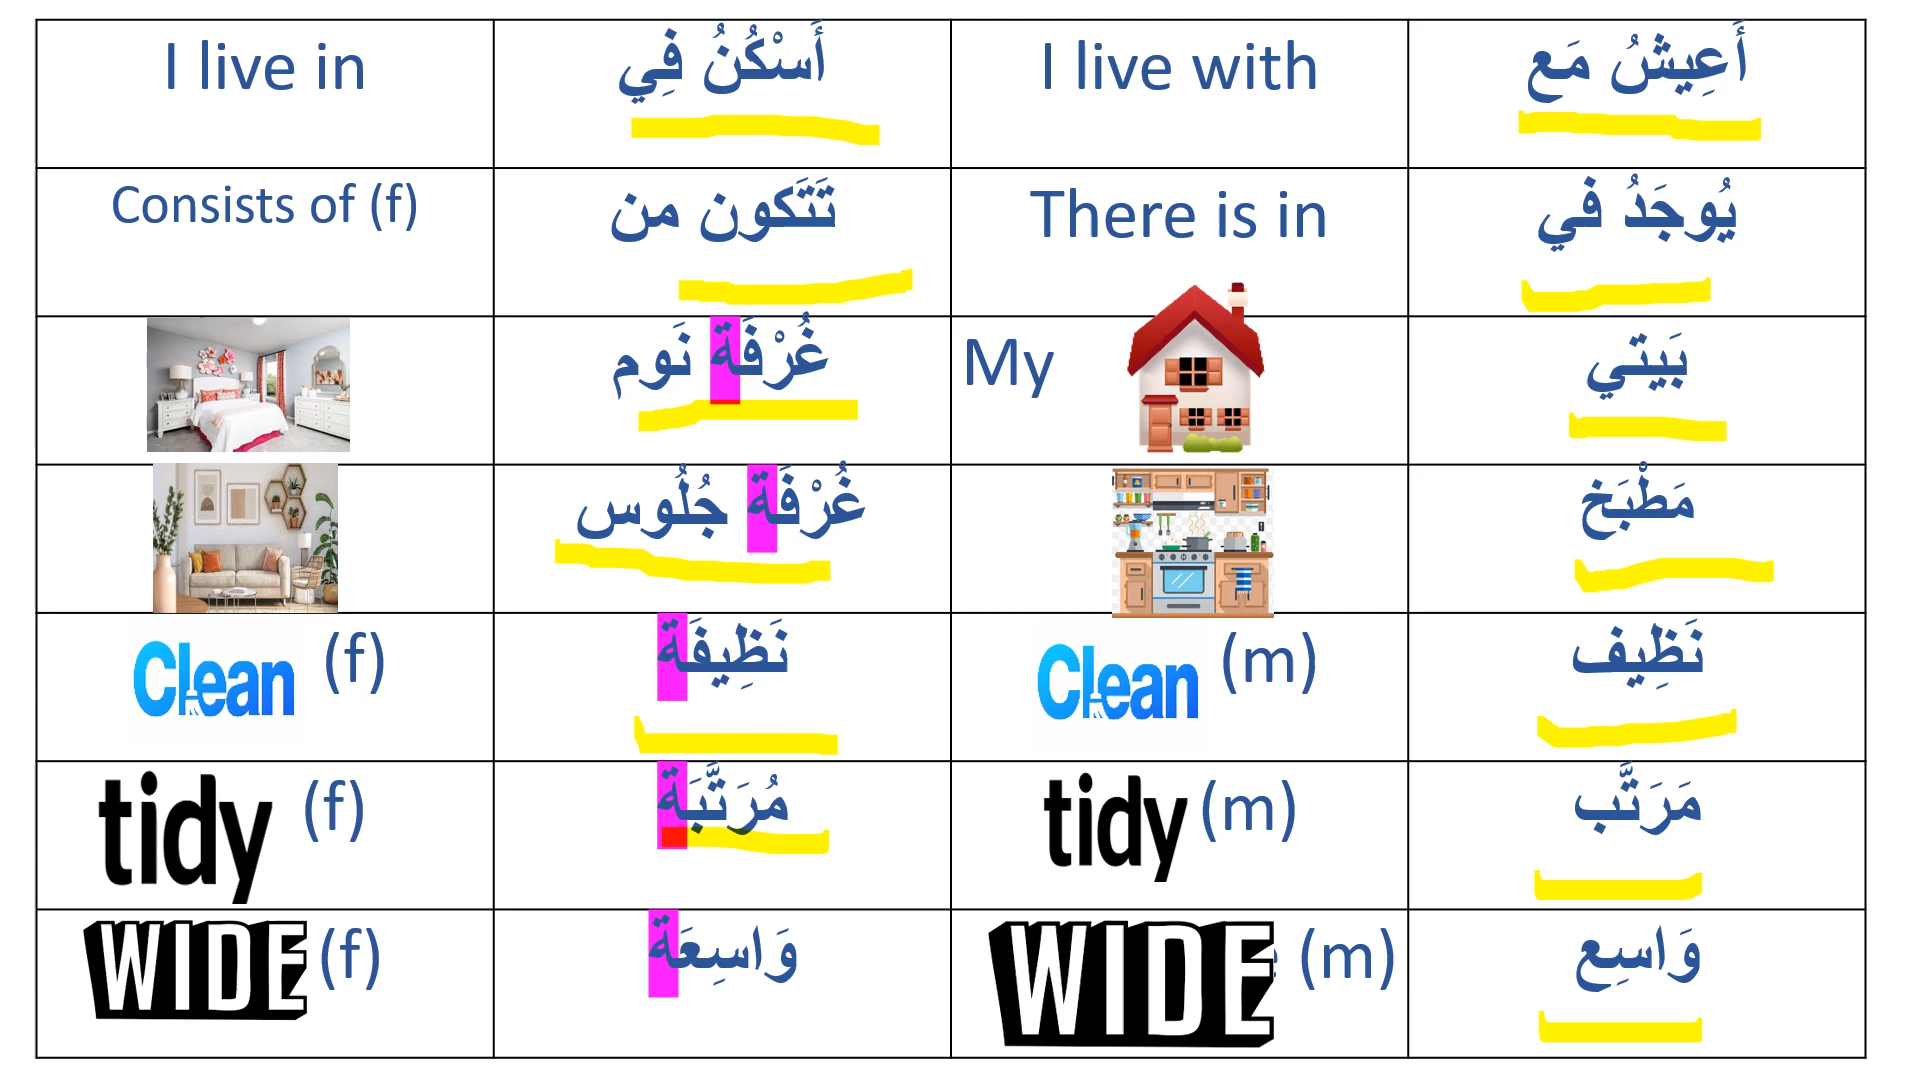 I live in
أَسْكُنُ فِي
I live with
أَعِيشُ مَع
Consists of (f)
تَتَكون من
There is in
يُوجَدُ في
غُرْفَة نَوم
My
بَيتي
غُرْفَة جُلُوس
مَطْبَخ
Clean (f)
نَظِيفَة
Clean (m)
نَظِيف
tidy (f)
مُرَتَّبَة
tidy (m)
مَرَتَّب
WIDE (f)
وَاسِعَة
WIDE (m)
وَاسِع